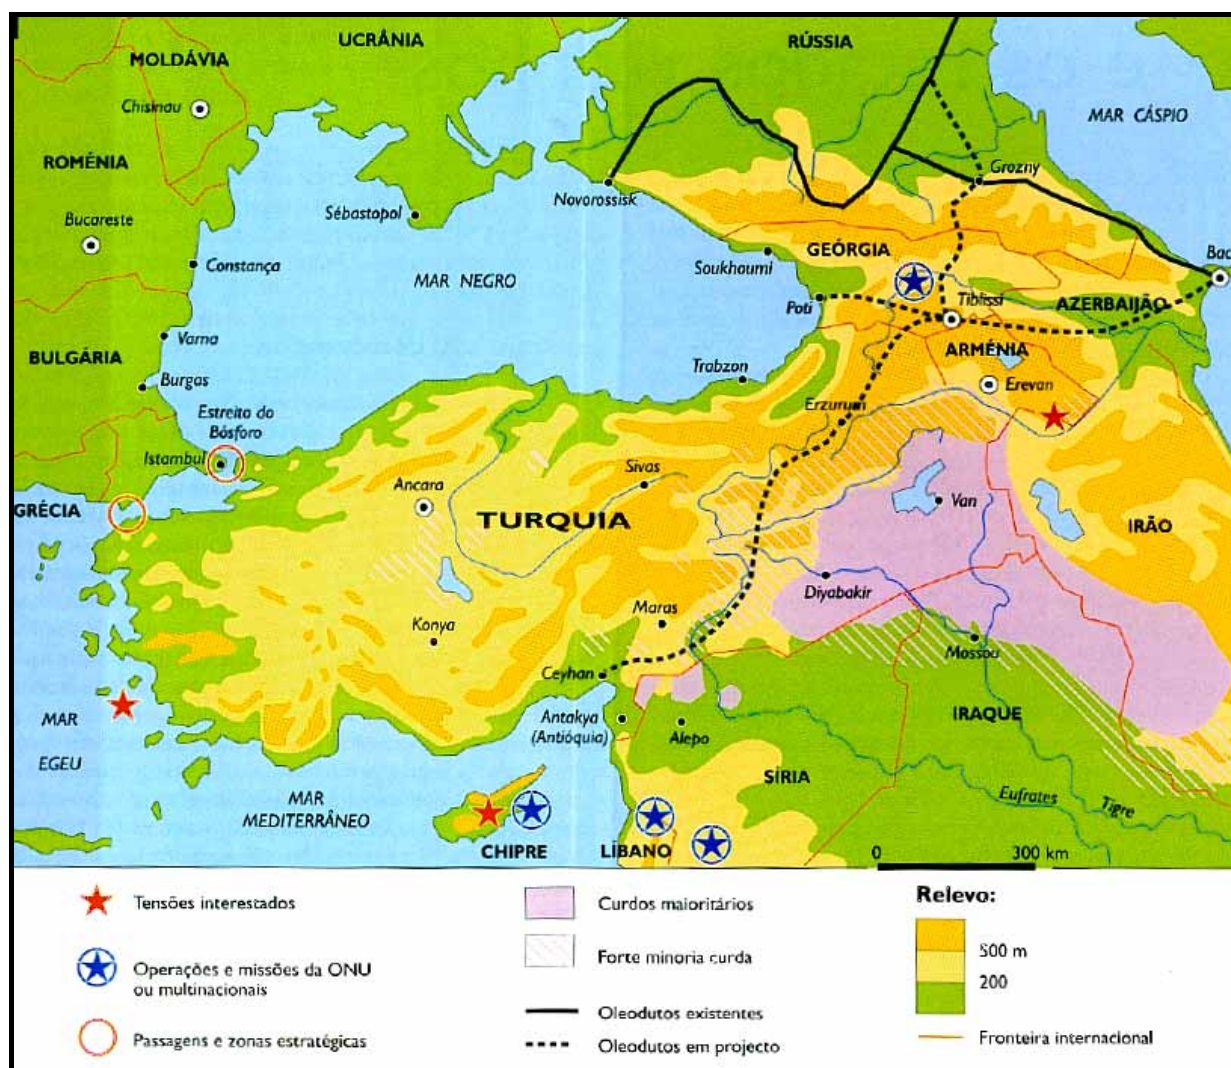 UCRÂNIA
RÚSSIA
MOLDÁVIA
Chisinau
MAR CÁSPIO
ROMÉNIA
Grozny
Novorossisk
Bucareste
Sébastopol
GEÓRGIA
Constança
Soukhoumi
Bac
MAR NEGRO
Tiblissi
AZERBAIJÃO
Poti
Varna
BULGÁRIA
ARMÉNIA
Trabzon
Burgas
Erevan
Erzurum
Estreito do
Bósforo
Istambul
Sivas
Ancara
Van
GRÉCIA
TURQUIA
IRÃO
Diyabakir
Maras
Konya
Mossou
Ceyhan
Antakya
(Antióquia)
Alepo
IRAQUE
MAR
EGEU
SÍRIA
MAR
MEDITERRÂNEO
Eufrates
Tigre
CHIPRE
LÍBANO
0 300 km
Tensões interestados
Operações e missões da ONU
ou multinacionais
Passagens e zonas estratégicas
Curdos maioritários
Forte minoria curda
Oleodutos existentes
Oleodutos em projecto
Relevo:
500 m
200
Fronteira internacional